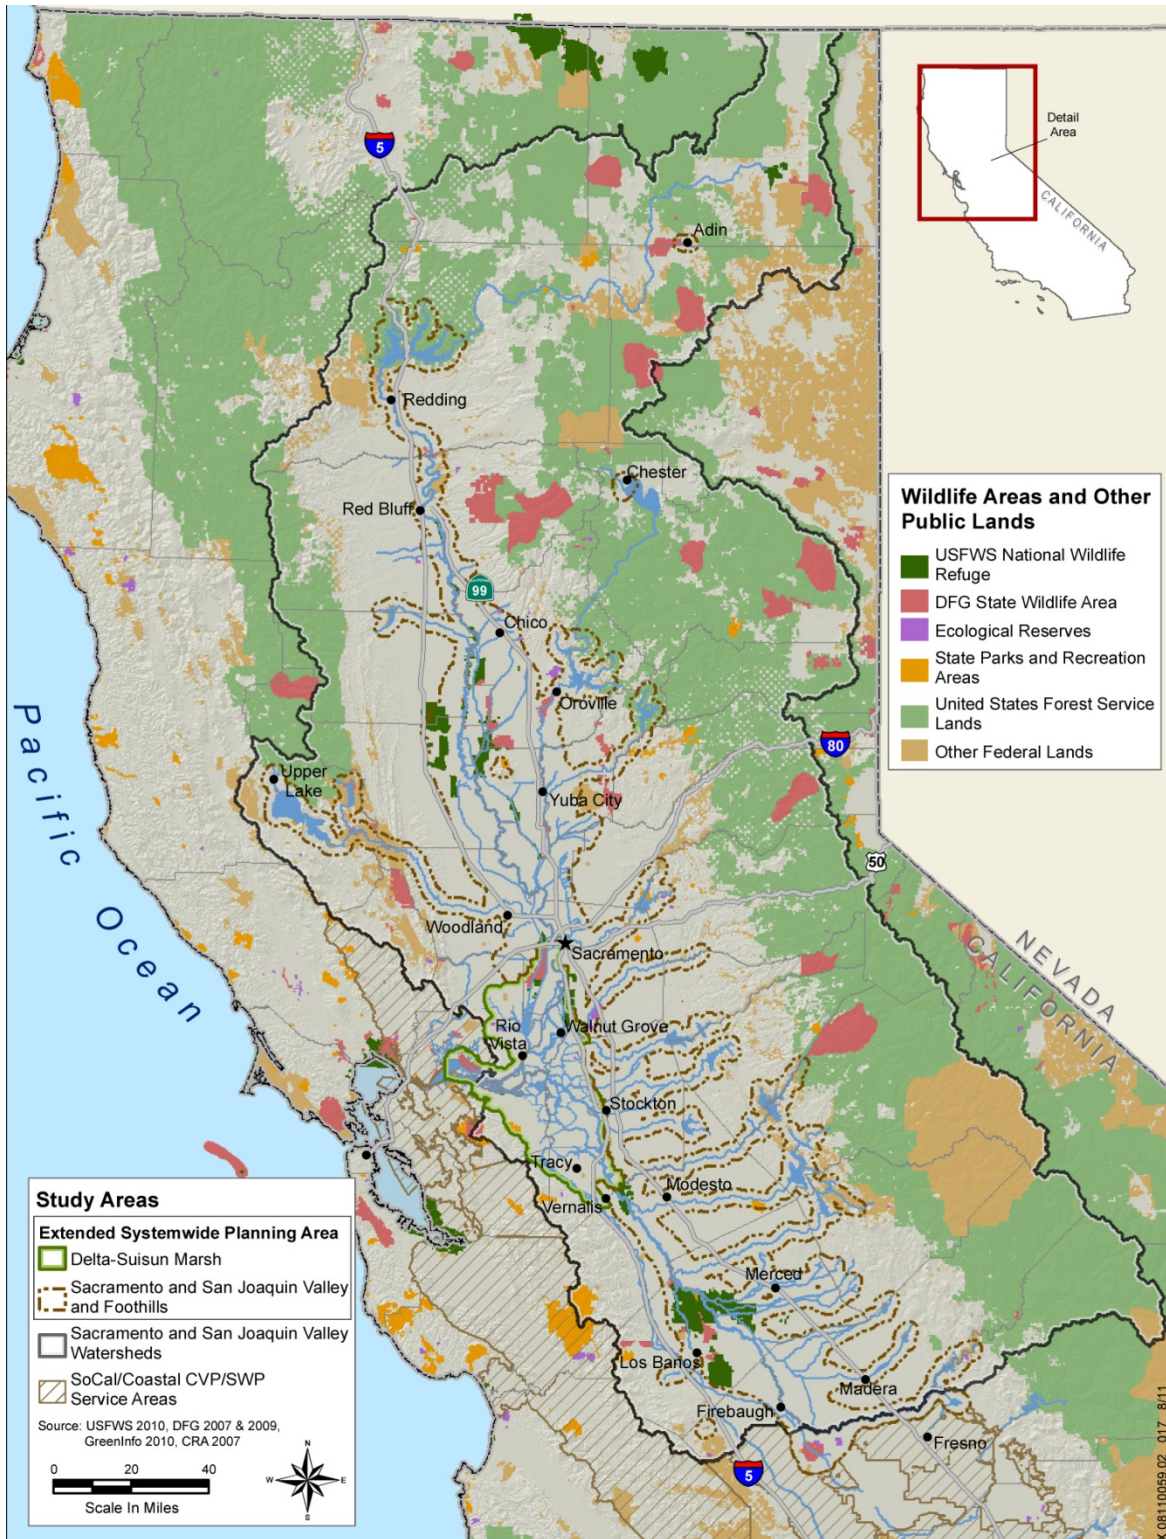 5
Detail
Area
CALIFORNIA
Adin
Redding
Chester
Red Bluff
99
Chico
Oroville
80
Upper
Lake
Yuba City
50
Woodland
Sacramento
NEVADA
CALIFORNIA
Pacific Ocean
Walnut Grove
Rio
Vista
Stockton
Tracy
Modesto
Vernalis
Merced
Los Banos
Madera
Firebaugh
Fresno
5
Wildlife Areas and Other
Public Lands
USFWS National Wildlife
Refuge
DFG State Wildlife Area
Ecological Reserves
State Parks and Recreation
Areas
United States Forest Service
Lands
Other Federal Lands
Study Areas
Extended Systemwide Planning Area
Delta-Suisun Marsh
Sacramento and San Joaquin Valley
and Foothills
Sacramento and San Joaquin Valley
Watersheds
SoCal/Coastal CVP/SWP
Service Areas
Source: USFWS 2010, DFG 2007 & 2009,
GreenInfo 2010, CRA 2007
0 20 40
Scale In Miles
N
W E
S